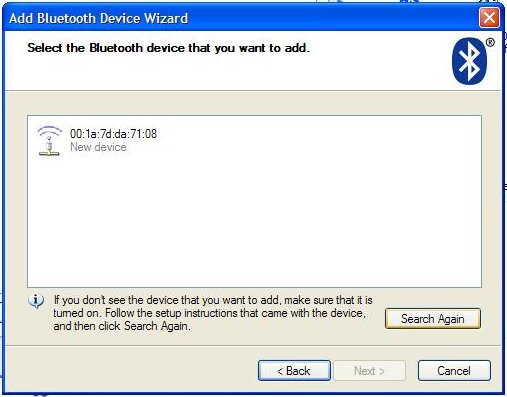 Add Bluetooth Device Wizard
Select the Bluetooth device that you want to add.
®
00:1a:7d:da:71:08
New device
If you don't see the device that you want to add, make sure that it is
turned on. Follow the setup instructions that came with the device,
and then click Search Again.
Search Again
< Back
Next >
Cancel